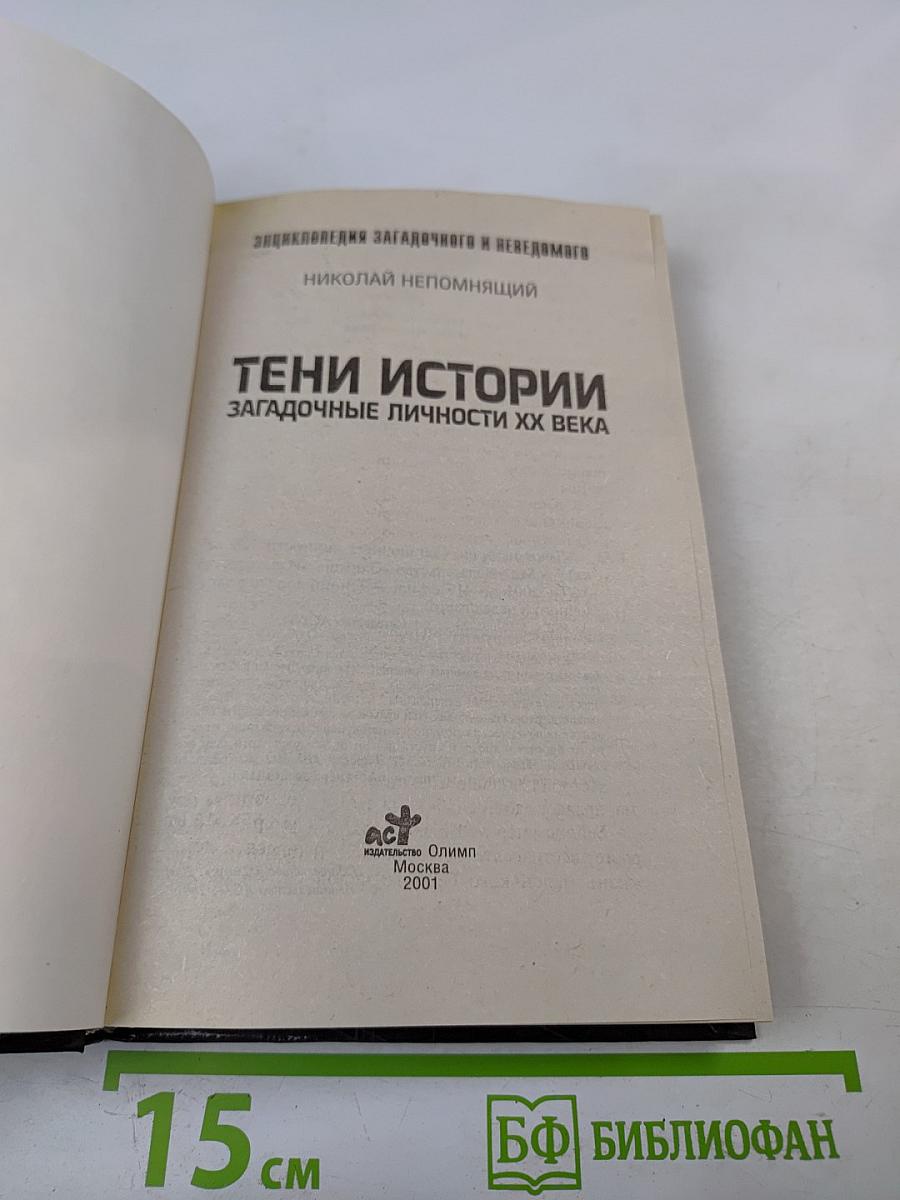 ЭНЦИКЛОПЕДИЯ ЗАГАДОЧНОГО И НЕВЕДОМОГО
НИКОЛАЙ НЕПОМНЯЩИЙ
ТЕНИ ИСТОРИИ
ЗАГАДОЧНЫЕ ЛИЧНОСТИ XX ВЕКА
аст
ИЗДАТЕЛЬСТВО Олимп
Москва
2001
15 см
БФ БИБЛИОФАН